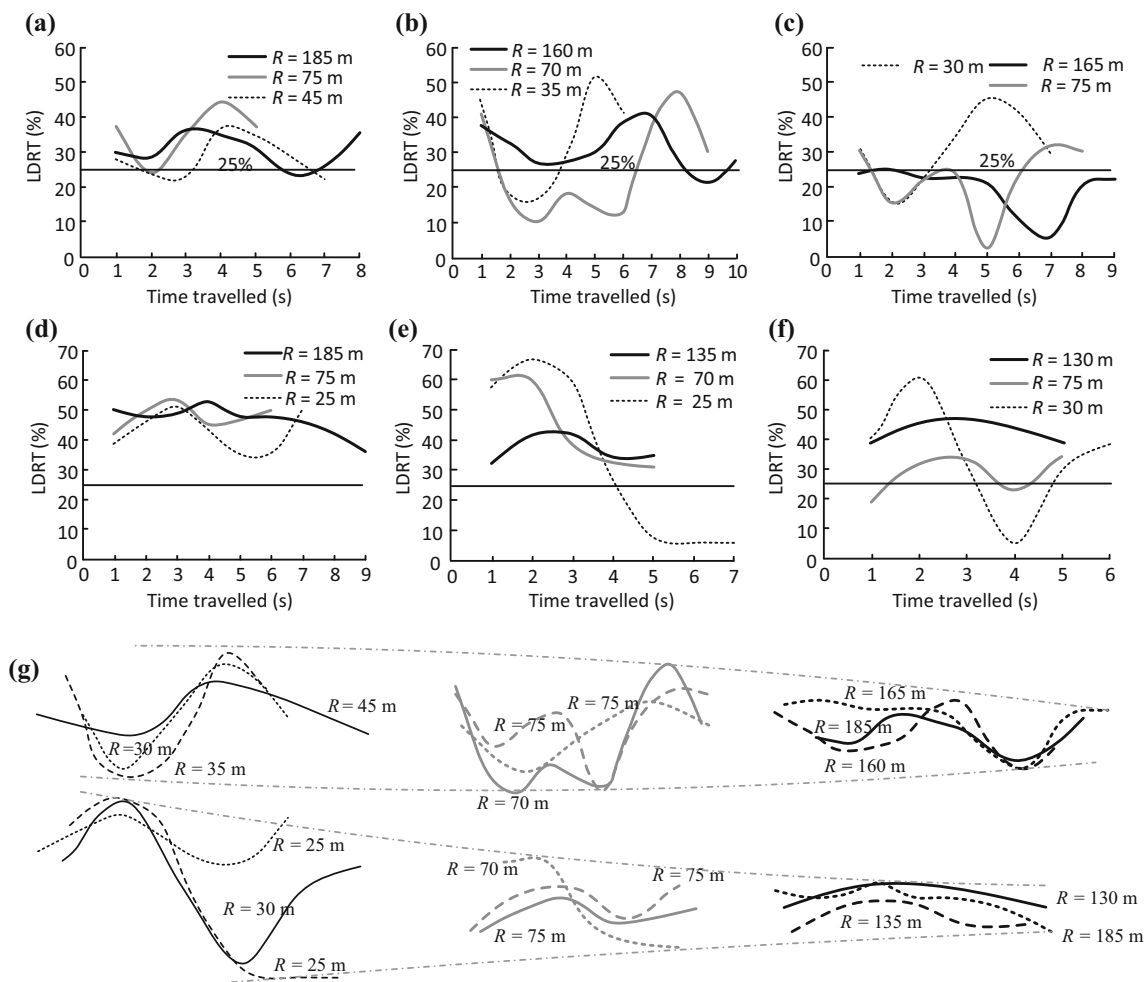 (a)
R = 185 m
R = 75 m
R = 45 m
LDRT (%)
60
50
40
30
20
10
0
25%
0 1 2 3 4 5 6 7 8
Time travelled (s)
(b)
R = 160 m
R = 70 m
R = 35 m
LDRT (%)
60
50
40
30
20
10
0
25%
0 1 2 3 4 5 6 7 8 9 10
Time travelled (s)
(c)
R = 30 m
R = 165 m
R = 75 m
LDRT (%)
60
50
40
30
20
10
0
25%
0 1 2 3 4 5 6 7 8 9
Time travelled (s)
(d)
R = 185 m
R = 75 m
R = 25 m
LDRT (%)
70
60
50
40
30
20
10
0
0 1 2 3 4 5 6 7 8 9
Time travelled (s)
(e)
R = 135 m
R = 70 m
R = 25 m
LDRT (%)
70
60
50
40
30
20
10
0
0 1 2 3 4 5 6 7
Time travelled (s)
(f)
R = 130 m
R = 75 m
R = 30 m
LDRT (%)
70
60
50
40
30
20
10
0
0 1 2 3 4 5 6
Time travelled (s)
(g)
R = 45 m
R = 30 m
R = 35 m
R = 75 m
R = 75 m
R = 70 m
R = 165 m
R = 185 m
R = 160 m
R = 25 m
R = 30 m
R = 25 m
R = 70 m
R = 75 m
R = 75 m
R = 130 m
R = 135 m
R = 185 m